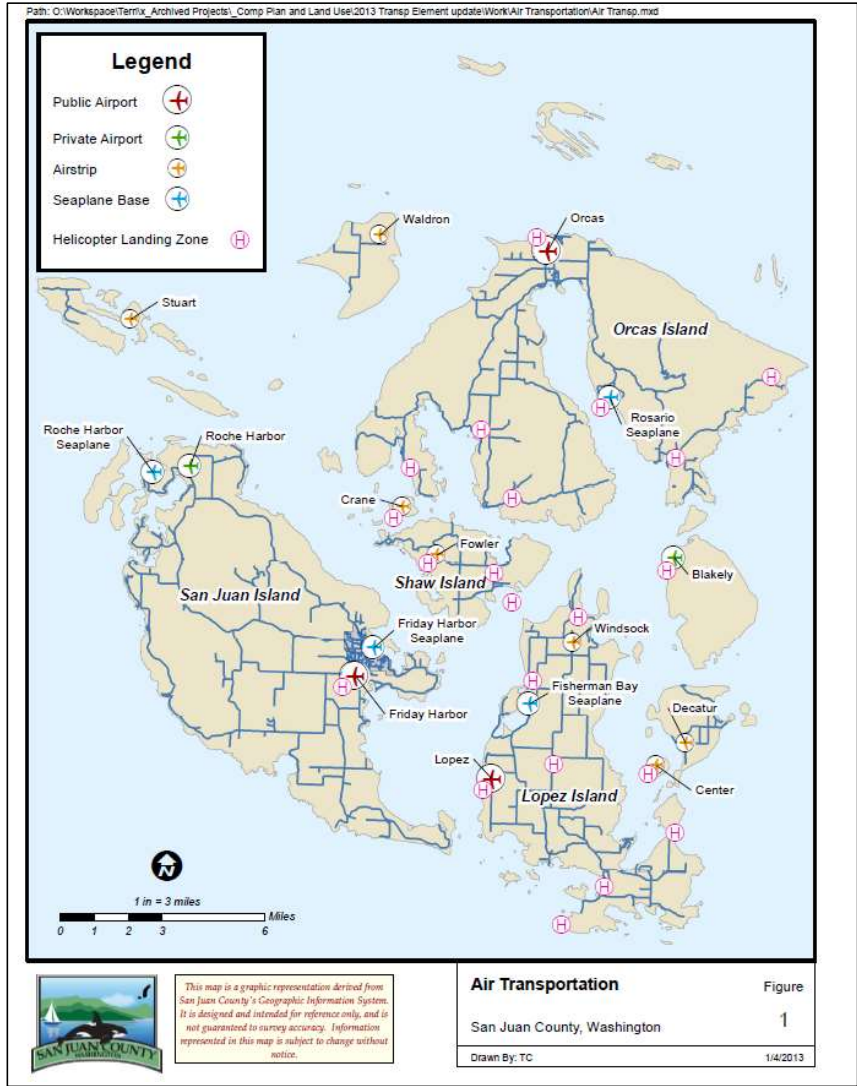 Path: O:\Workspace\Terri\x_Archived Projects\_Comp Plan and Land Use\2013 Transp Element update\Work\Air Transportation\Air Transp.mxd
Legend
Public Airport
Private Airport
Airstrip
Seaplane Base
Helicopter Landing Zone H
Waldron
H
Orcas
Stuart
Orcas Island
H
H
Rosario
Seaplane
Roche Harbor
Seaplane
Roche Harbor
H
H
H
Crane
H
H
Fowler
H
H
Shaw Island
H
Blakely
H
San Juan Island
H
Friday Harbor
Seaplane
Windsock
H
H
Fisherman Bay
Seaplane
Friday Harbor
Decatur
Lopez
H
H
H
Center
Lopez Island
H
H
H
N
1 in = 3 miles
Miles
0 1 2 3 6
SAN JUAN COUNTY
WASHINGTON
This map is a graphic representation derived from
San Juan County's Geographic Information System.
It is designed and intended for reference only, and is
not guaranteed to survey accuracy. Information
represented in this map is subject to change without
notice.
Air Transportation
Figure
San Juan County, Washington
1
Drawn By: TC
1/4/2013